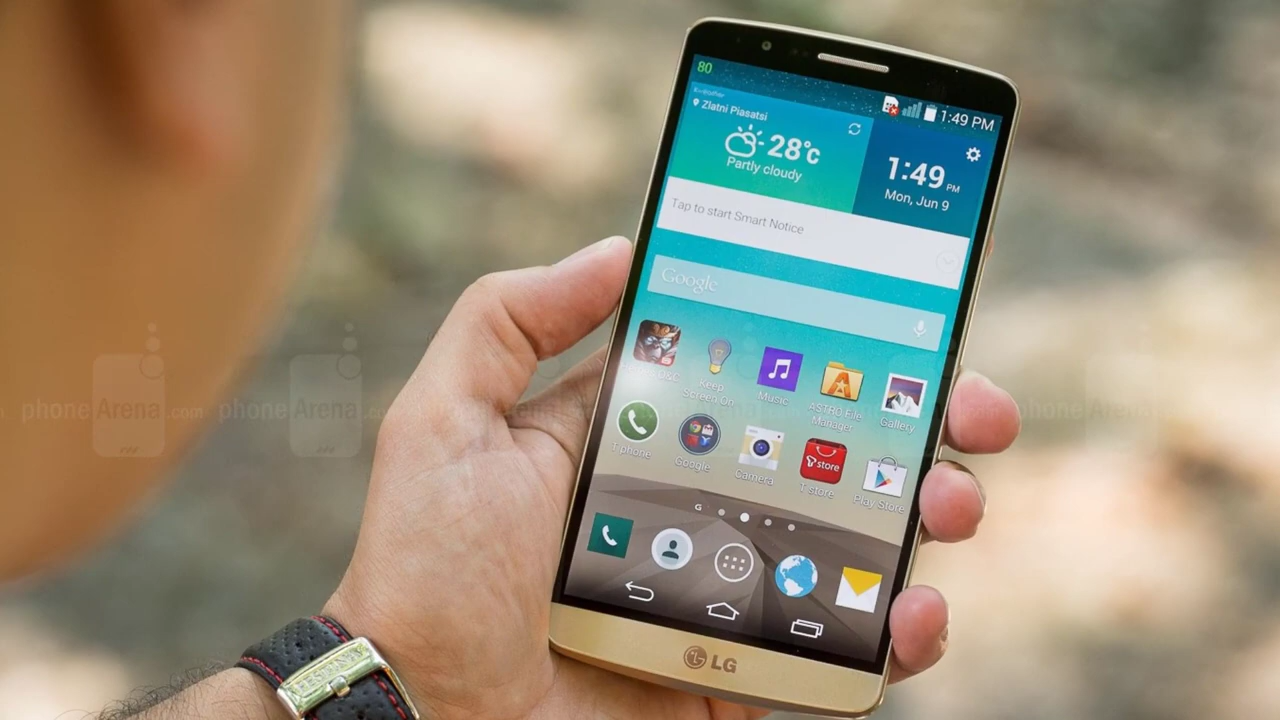 80
1:49 PM
K-weather
Zlatni Piasatsi
28°c
Partly cloudy
1:49 PM
Mon, Jun 9
Tap to start Smart Notice
Google
Keep
Screen On
Music
ASTRO File
Manager
Gallery
T store
T phone
Google
Camera
T store
Play Store
G
LG
phoneArena.com
phoneArena.com
phoneArena